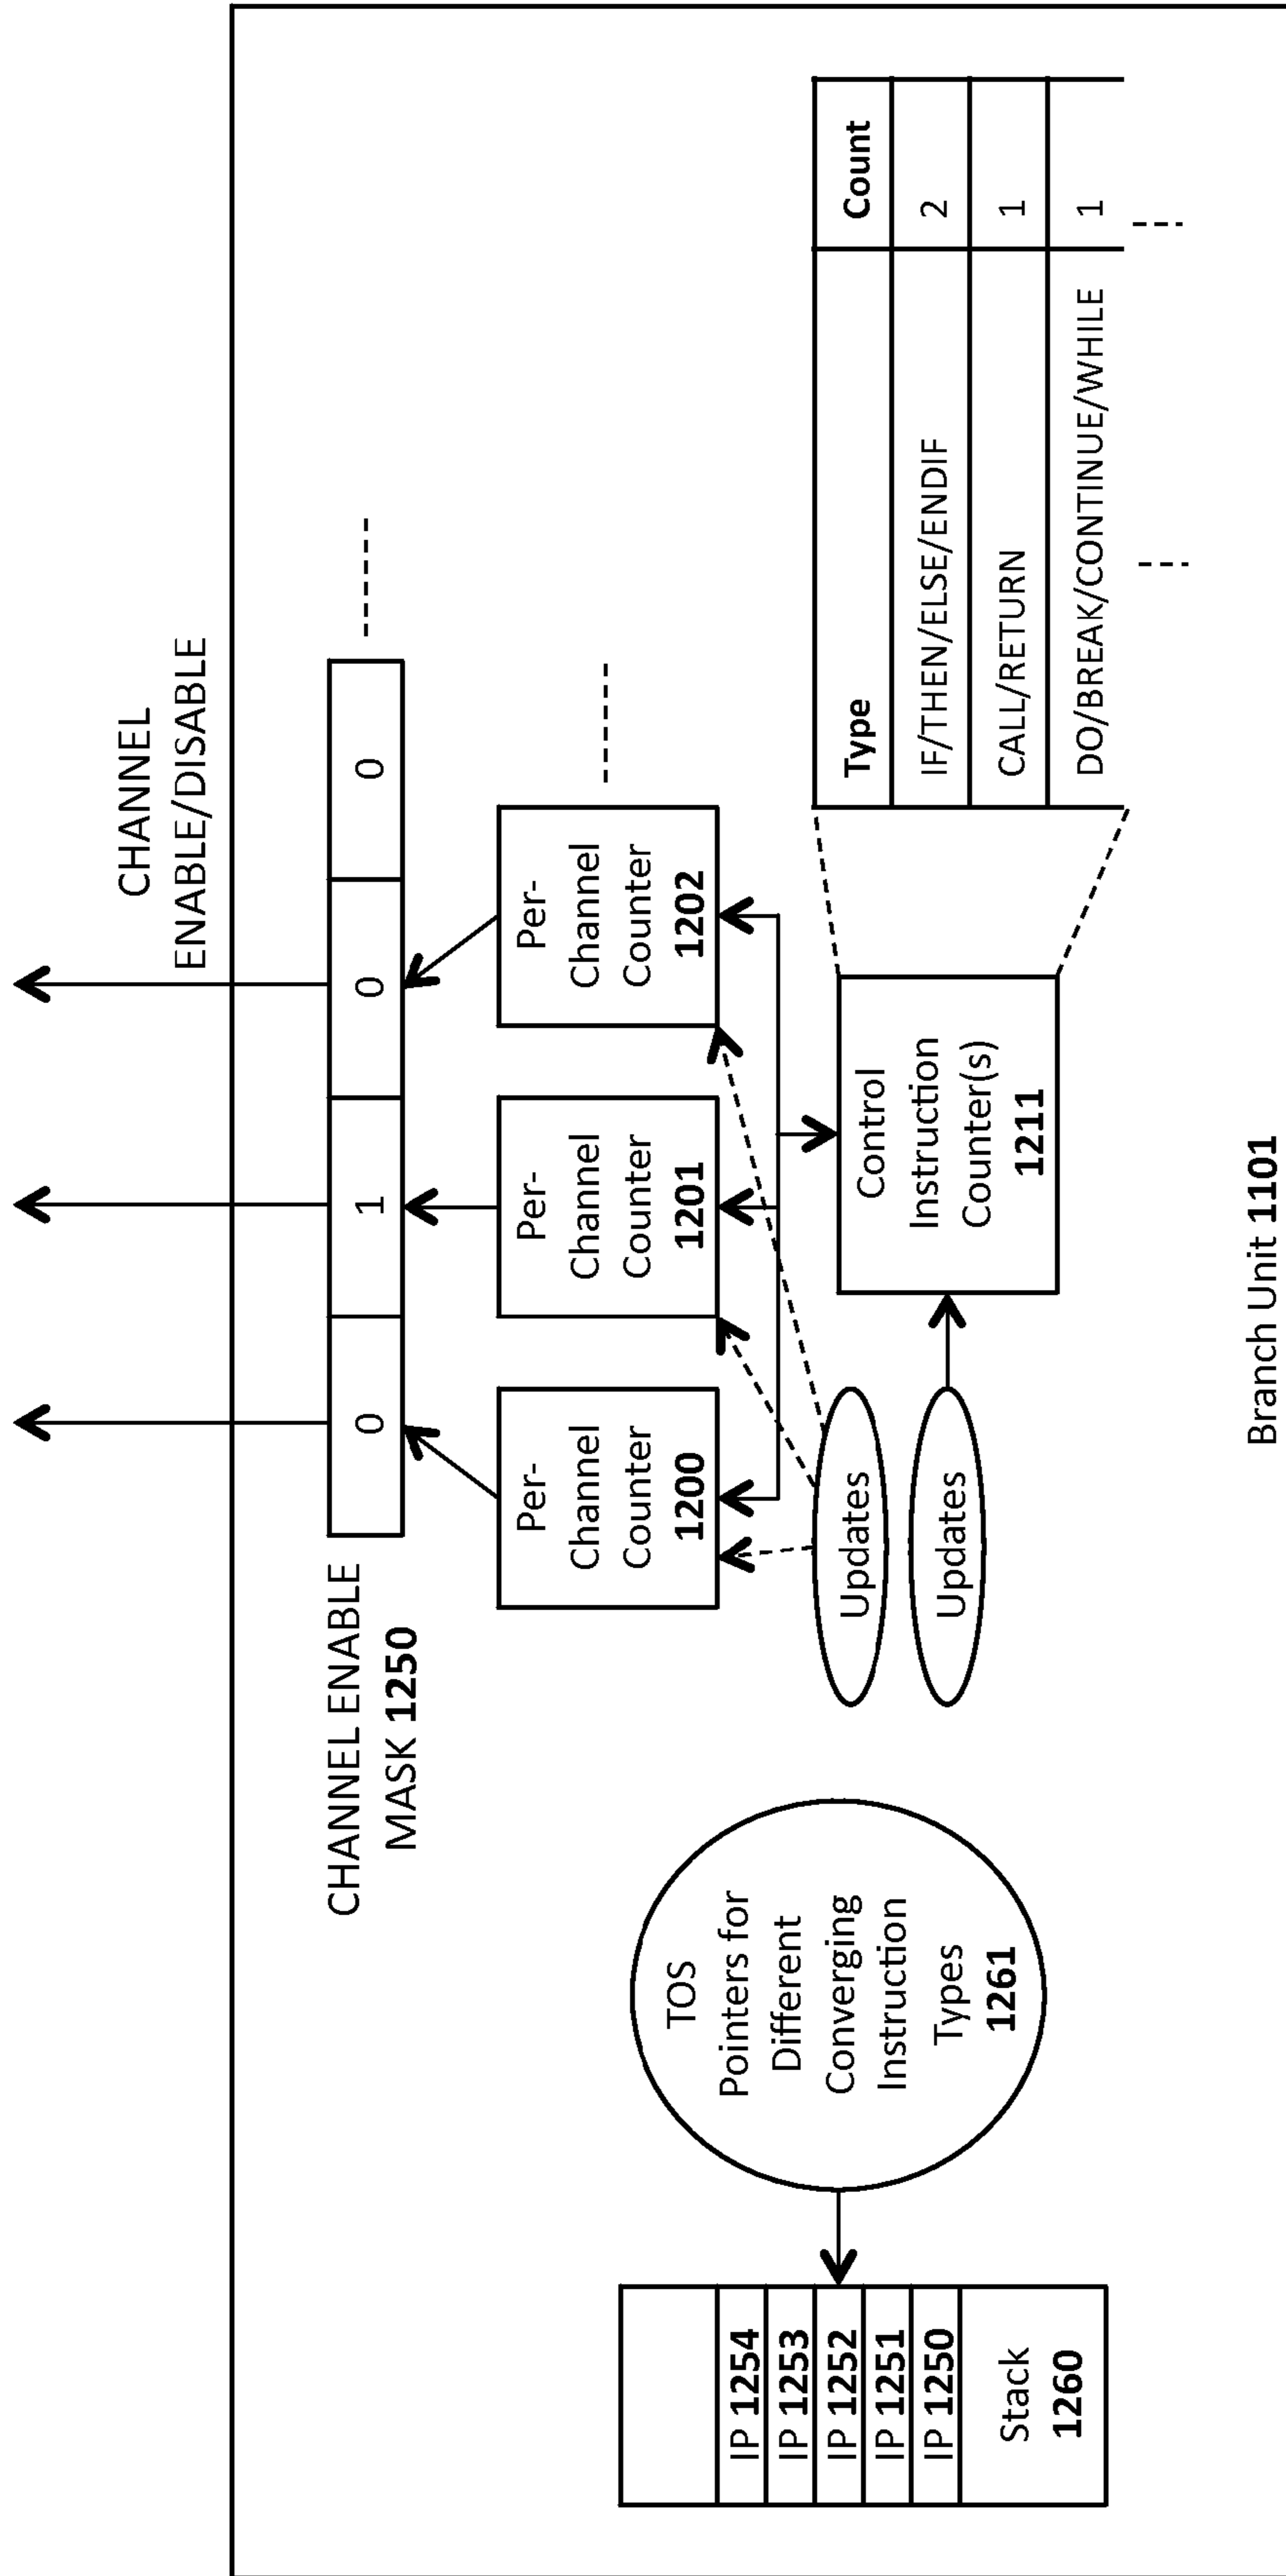 CHANNEL
ENABLE/DISABLE
CHANNEL ENABLE
MASK 1250
0
1
0
0
Per-
Channel
Counter
1200
Per-
Channel
Counter
1201
Per-
Channel
Counter
1202
Updates
Updates
Control
Instruction
Counter(s)
1211
Type Count
IF/THEN/ELSE/ENDIF 2
CALL/RETURN 1
DO/BREAK/CONTINUE/WHILE 1
TOS
Pointers for
Different
Converging
Instruction
Types
1261
IP 1254
IP 1253
IP 1252
IP 1251
IP 1250
Stack
1260
Branch Unit 1101